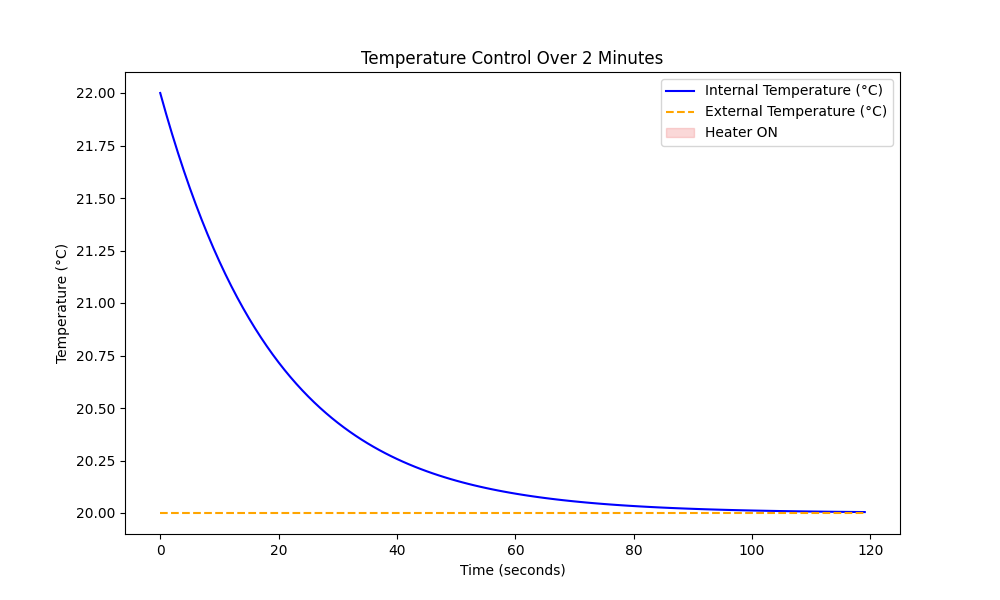 Temperature Control Over 2 Minutes
Internal Temperature (°C)
External Temperature (°C)
Heater ON
Temperature (°C)
22.00
21.75
21.50
21.25
21.00
20.75
20.50
20.25
20.00
0 20 40 60 80 100 120
Time (seconds)